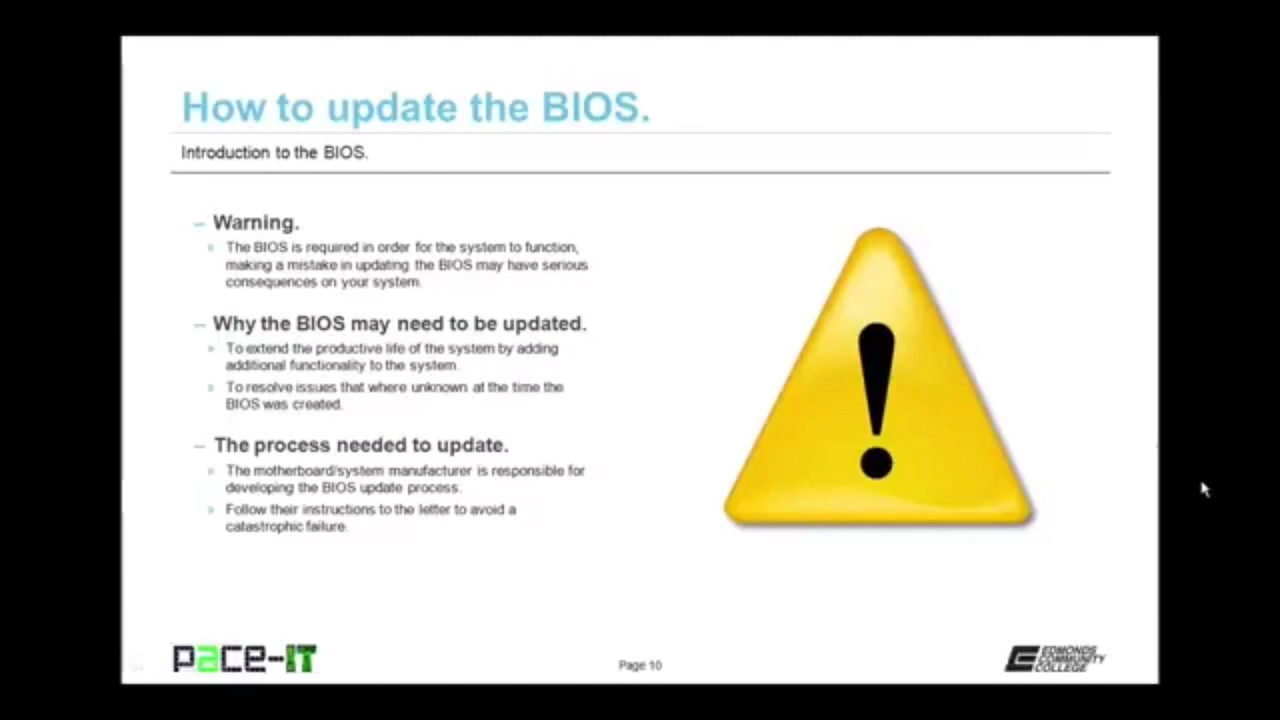 How to update the BIOS.
Introduction to the BIOS.
– Warning.
» The BIOS is required in order for the system to function,
making a mistake in updating the BIOS may have serious
consequences on your system.
– Why the BIOS may need to be updated.
» To extend the productive life of the system by adding
additional functionality to the system.
» To resolve issues that where unknown at the time the
BIOS was created.
– The process needed to update.
» The motherboard/system manufacturer is responsible for
developing the BIOS update process.
» Follow their instructions to the letter to avoid a
catastrophic failure.
pace-IT
Page 10
EDMONDS
COMMUNITY
COLLEGE